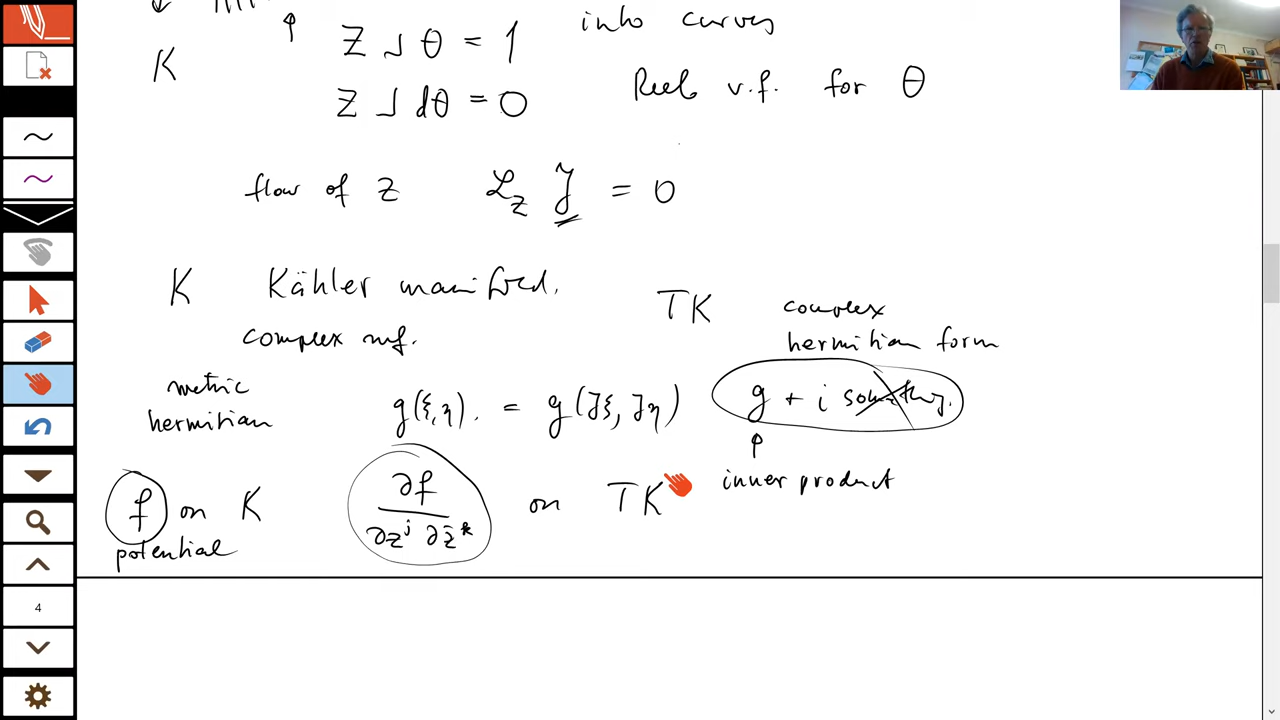 K
Z ⌟ θ = 1
into curves
Z ⌟ dθ = 0
Reeb v.f. for θ
flow of Z
ℒ_Z J = 0
K Kähler manifold.
TK complex
complex mf.
hermitian form
metric
hermitian
g(ξ,η). = g(Jξ, Jη)
g + i something.
↑
inner product
f on K
∂f / ∂z^j ∂z̄^k on TK
potential
4